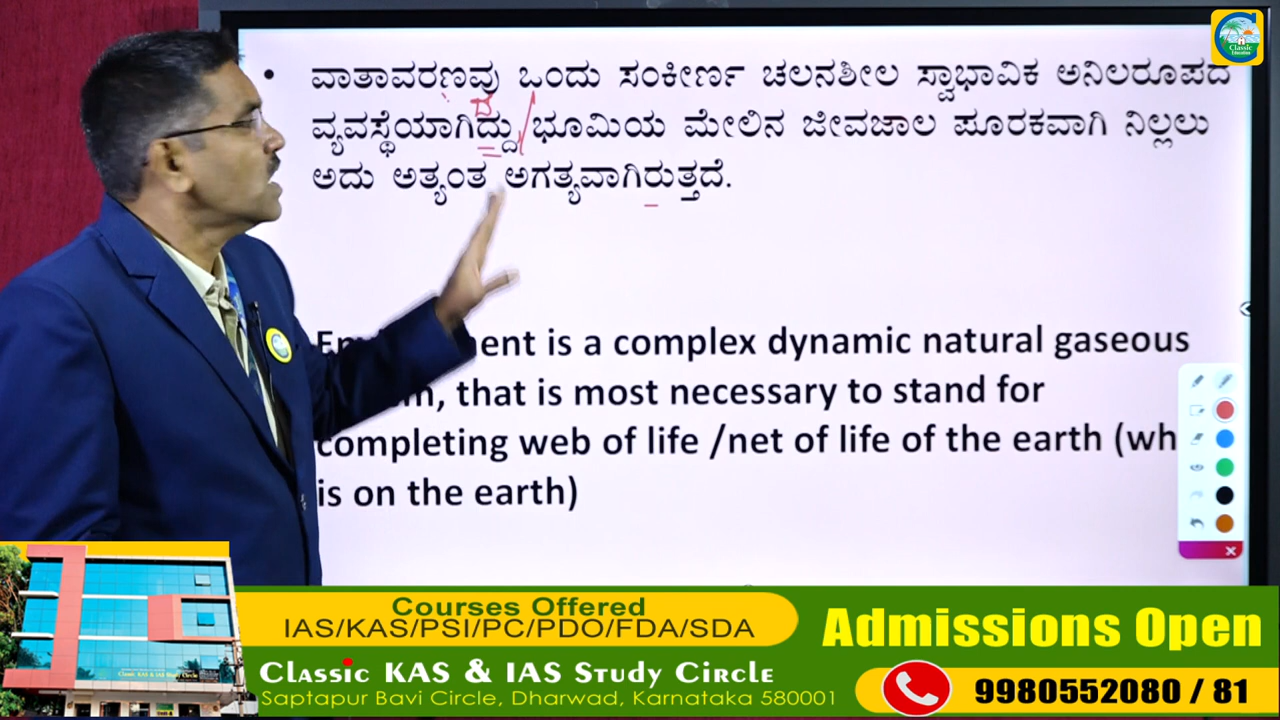 Classic
Education
• ವಾತಾವರಣವು ಒಂದು ಸಂಕೀರ್ಣ ಚಲನಶೀಲ ಸ್ವಾಭಾವಿಕ ಅನಿಲರೂಪದ
ವ್ಯವಸ್ಥೆಯಾಗಿದ್ದು ಭೂಮಿಯ ಮೇಲಿನ ಜೀವಜಾಲ ಪೂರಕವಾಗಿ ನಿಲ್ಲಲು
ಅದು ಅತ್ಯಂತ ಅಗತ್ಯವಾಗಿರುತ್ತದೆ.
is a complex dynamic natural gaseous
that is most necessary to stand for
completing web of life /net of life of the earth (wh
is on the earth)
Courses Offered
IAS/KAS/PSI/PC/PDO/FDA/SDA
Classic KAS & IAS Study Circle
Saptapur Bavi Circle, Dharwad, Karnataka 580001
Admissions Open
9980552080 / 81